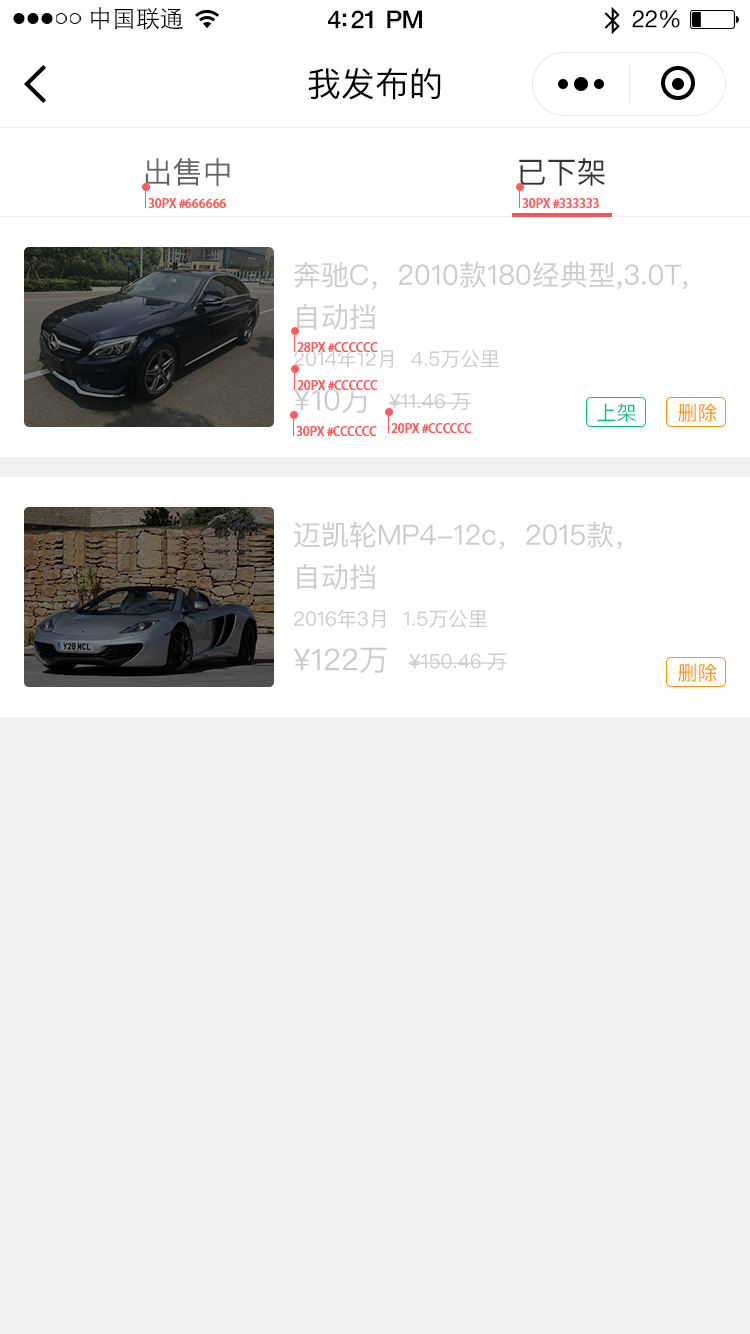 中国联通
4:21 PM
22%
我发布的
出售中
已下架
30PX #666666
30PX #333333
奔驰C，2010款180经典型,3.0T,
自动挡
28PX #CCCCCC
2014年12月 4.5万公里
20PX #CCCCCC
¥10万 ¥11.46 万
上架
删除
30PX #CCCCCC
20PX #CCCCCC
迈凯轮MP4-12c，2015款，
自动挡
2016年3月 1.5万公里
¥122万 ¥150.46 万
删除
Y28 MCL